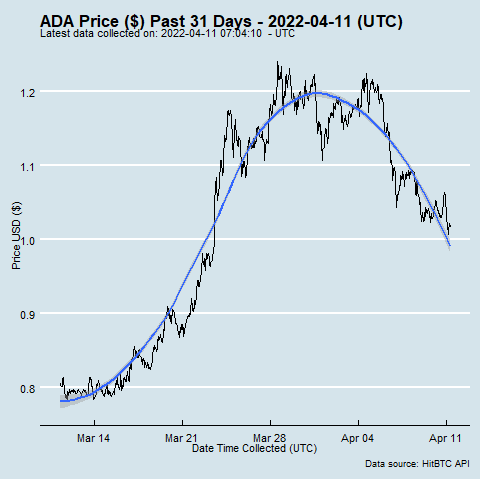 ADA Price ($) Past 31 Days - 2022-04-11 (UTC)
Latest data collected on: 2022-04-11 07:04:10 - UTC
1.2
1.1
1.0
0.9
0.8
Price USD ($)
Mar 14 Mar 21 Mar 28 Apr 04 Apr 11
Date Time Collected (UTC)
Data source: HitBTC API